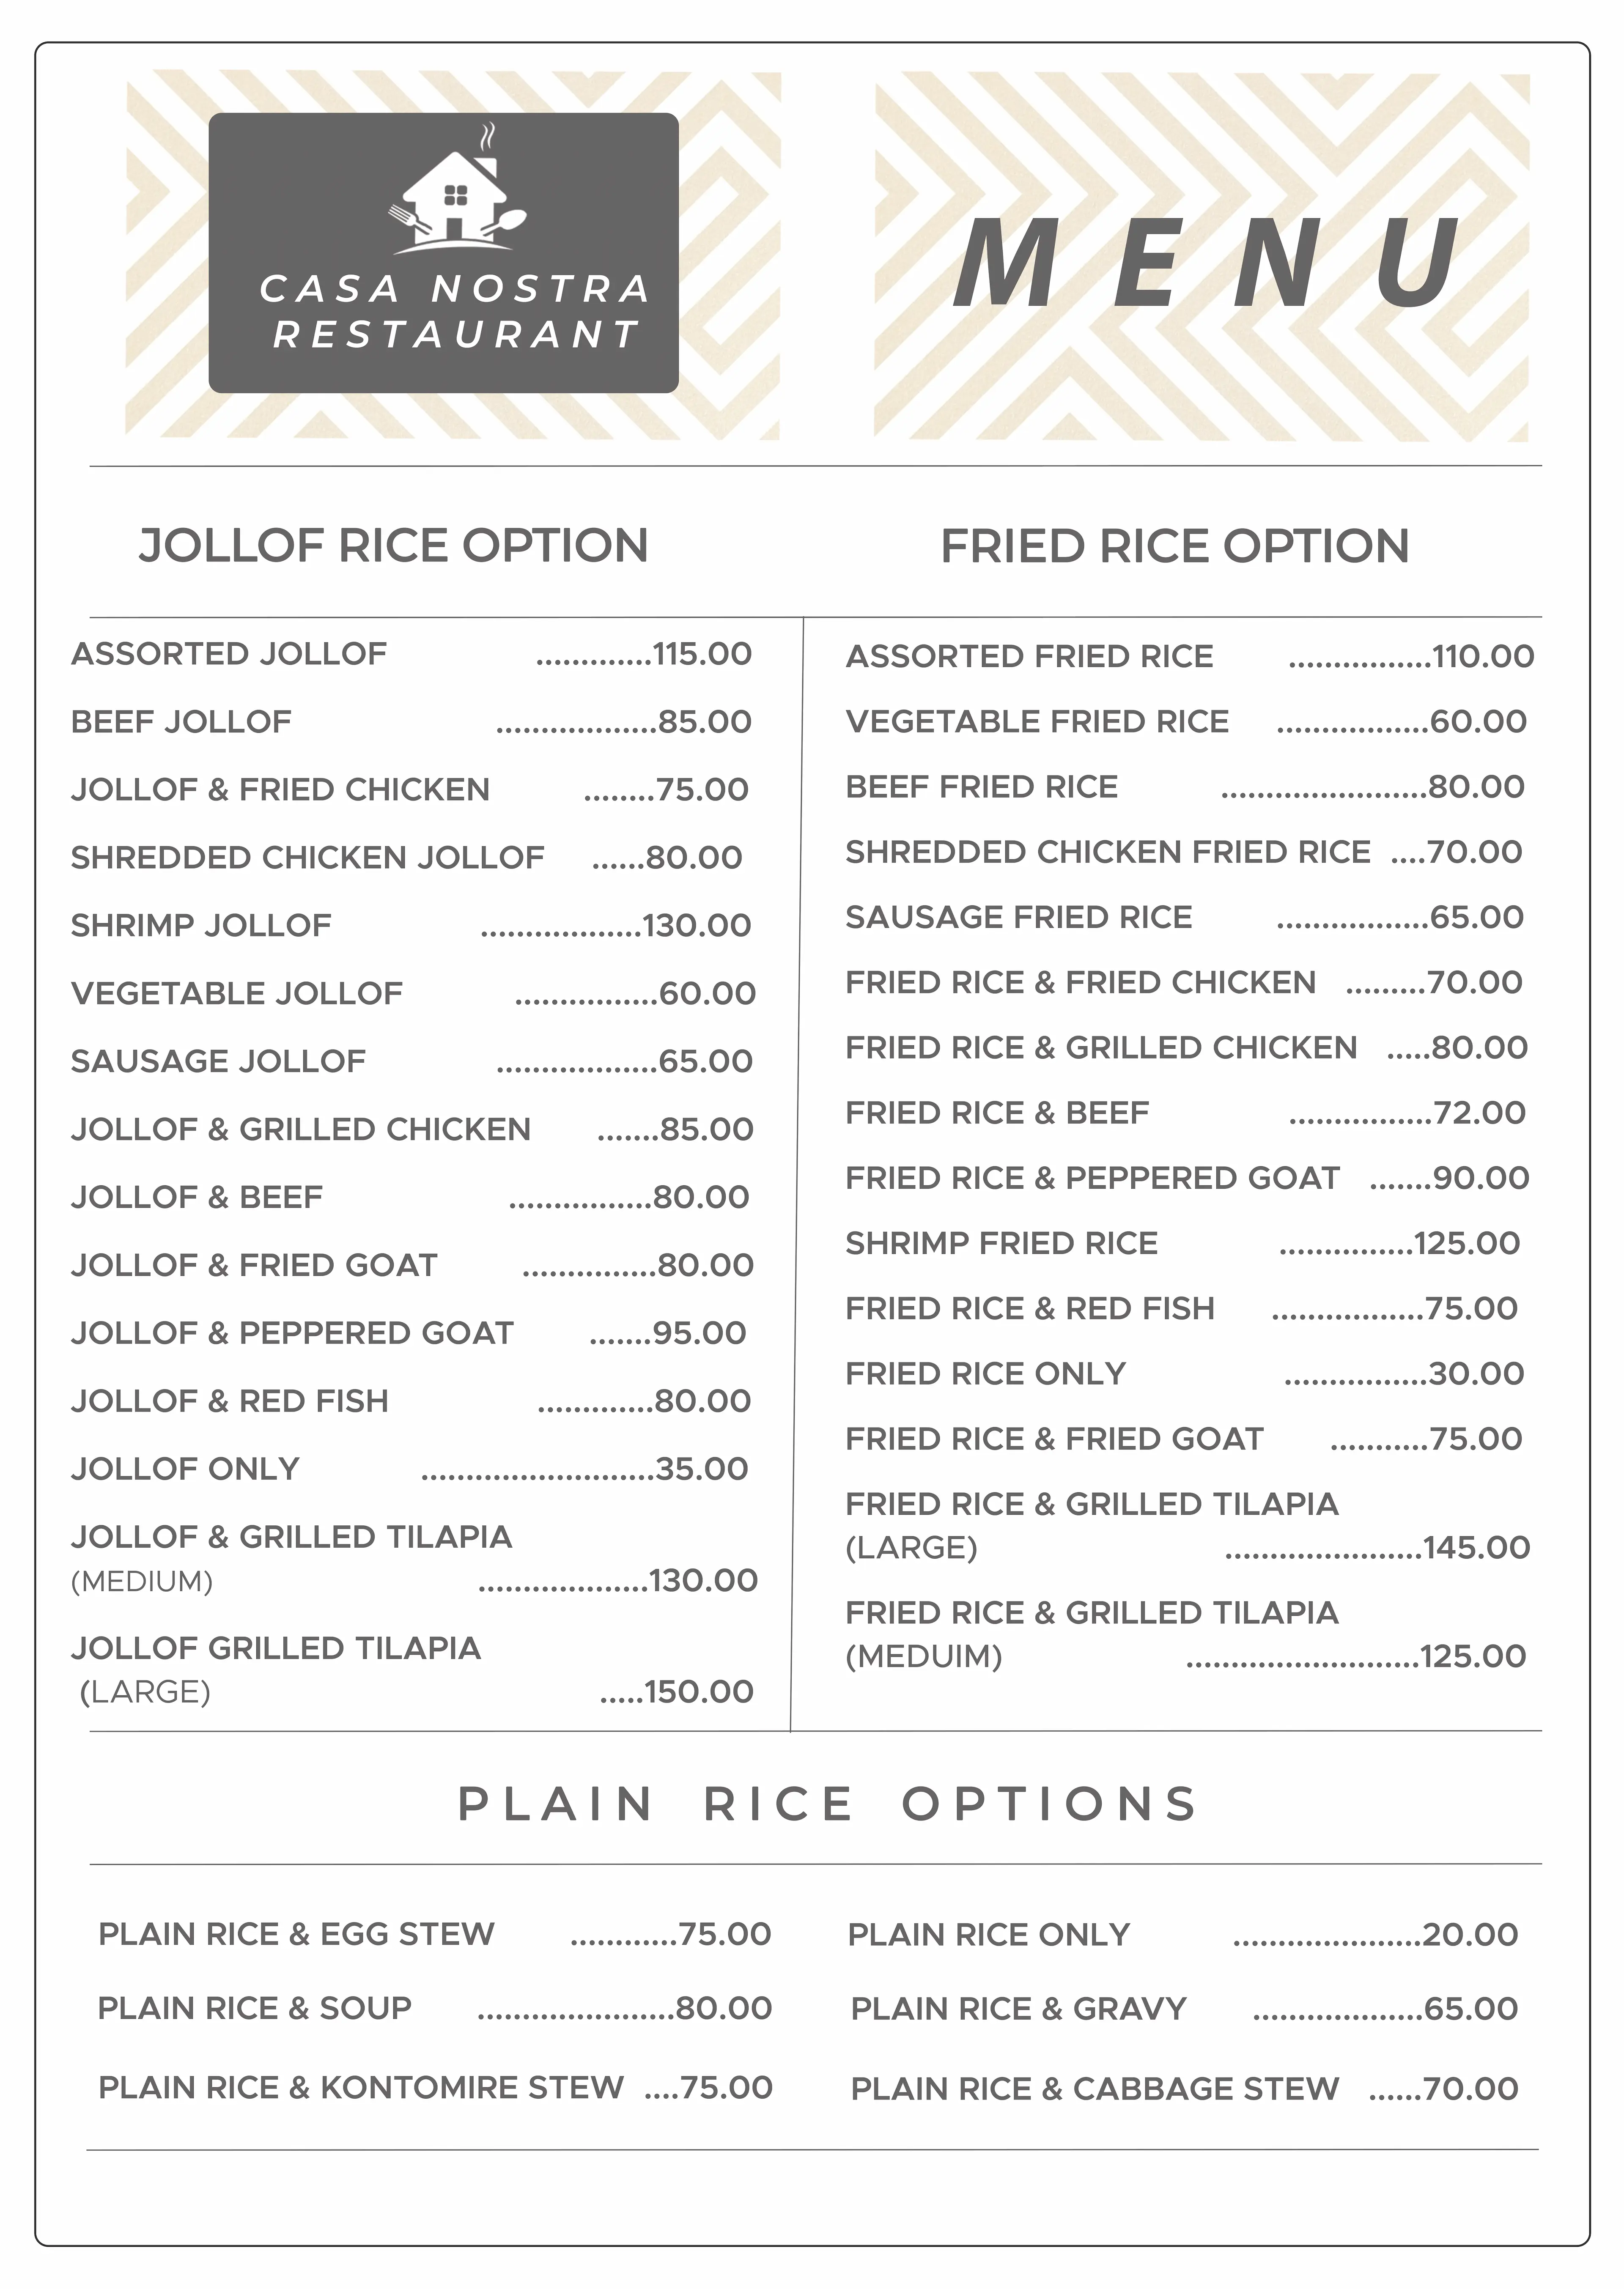 CASA NOSTRA
RESTAURANT
MENU
JOLLOF RICE OPTION
ASSORTED JOLLOF .............115.00
BEEF JOLLOF ..................85.00
JOLLOF & FRIED CHICKEN ........75.00
SHREDDED CHICKEN JOLLOF ......80.00
SHRIMP JOLLOF ..................130.00
VEGETABLE JOLLOF ................60.00
SAUSAGE JOLLOF ..................65.00
JOLLOF & GRILLED CHICKEN .......85.00
JOLLOF & BEEF ................80.00
JOLLOF & FRIED GOAT ...............80.00
JOLLOF & PEPPERED GOAT .......95.00
JOLLOF & RED FISH .............80.00
JOLLOF ONLY ..........................35.00
JOLLOF & GRILLED TILAPIA
(MEDIUM) ...................130.00
JOLLOF GRILLED TILAPIA
(LARGE) .....150.00
FRIED RICE OPTION
ASSORTED FRIED RICE ................110.00
VEGETABLE FRIED RICE .................60.00
BEEF FRIED RICE .......................80.00
SHREDDED CHICKEN FRIED RICE ....70.00
SAUSAGE FRIED RICE .................65.00
FRIED RICE & FRIED CHICKEN .........70.00
FRIED RICE & GRILLED CHICKEN .....80.00
FRIED RICE & BEEF ................72.00
FRIED RICE & PEPPERED GOAT .......90.00
SHRIMP FRIED RICE ...............125.00
FRIED RICE & RED FISH .................75.00
FRIED RICE ONLY ................30.00
FRIED RICE & FRIED GOAT ...........75.00
FRIED RICE & GRILLED TILAPIA
(LARGE) ......................145.00
FRIED RICE & GRILLED TILAPIA
(MEDUIM) ..........................125.00
PLAIN RICE OPTIONS
PLAIN RICE & EGG STEW ............75.00
PLAIN RICE & SOUP ......................80.00
PLAIN RICE & KONTOMIRE STEW ....75.00
PLAIN RICE ONLY .....................20.00
PLAIN RICE & GRAVY ...................65.00
PLAIN RICE & CABBAGE STEW ......70.00